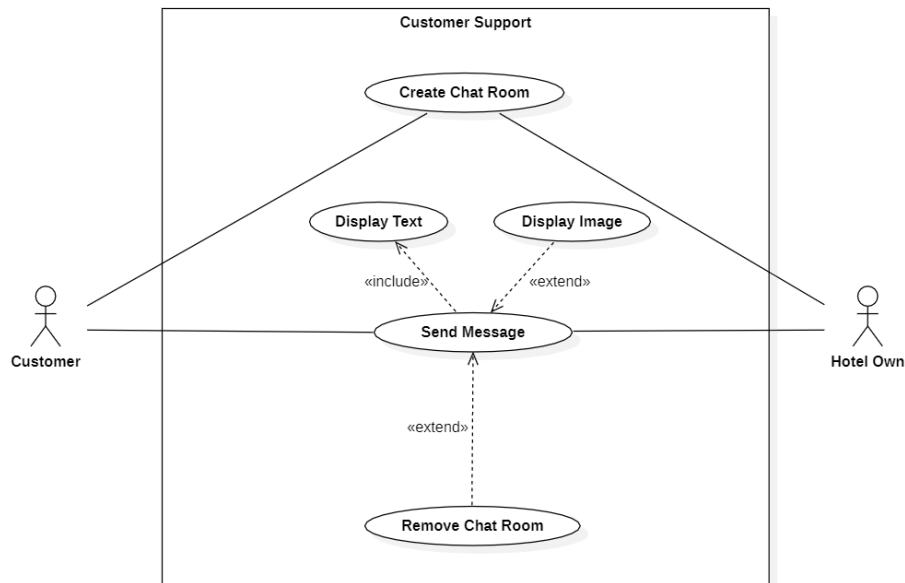 Customer Support
Create Chat Room
Display Text
Display Image
«include»
«extend»
Send Message
Customer
Hotel Own
«extend»
Remove Chat Room